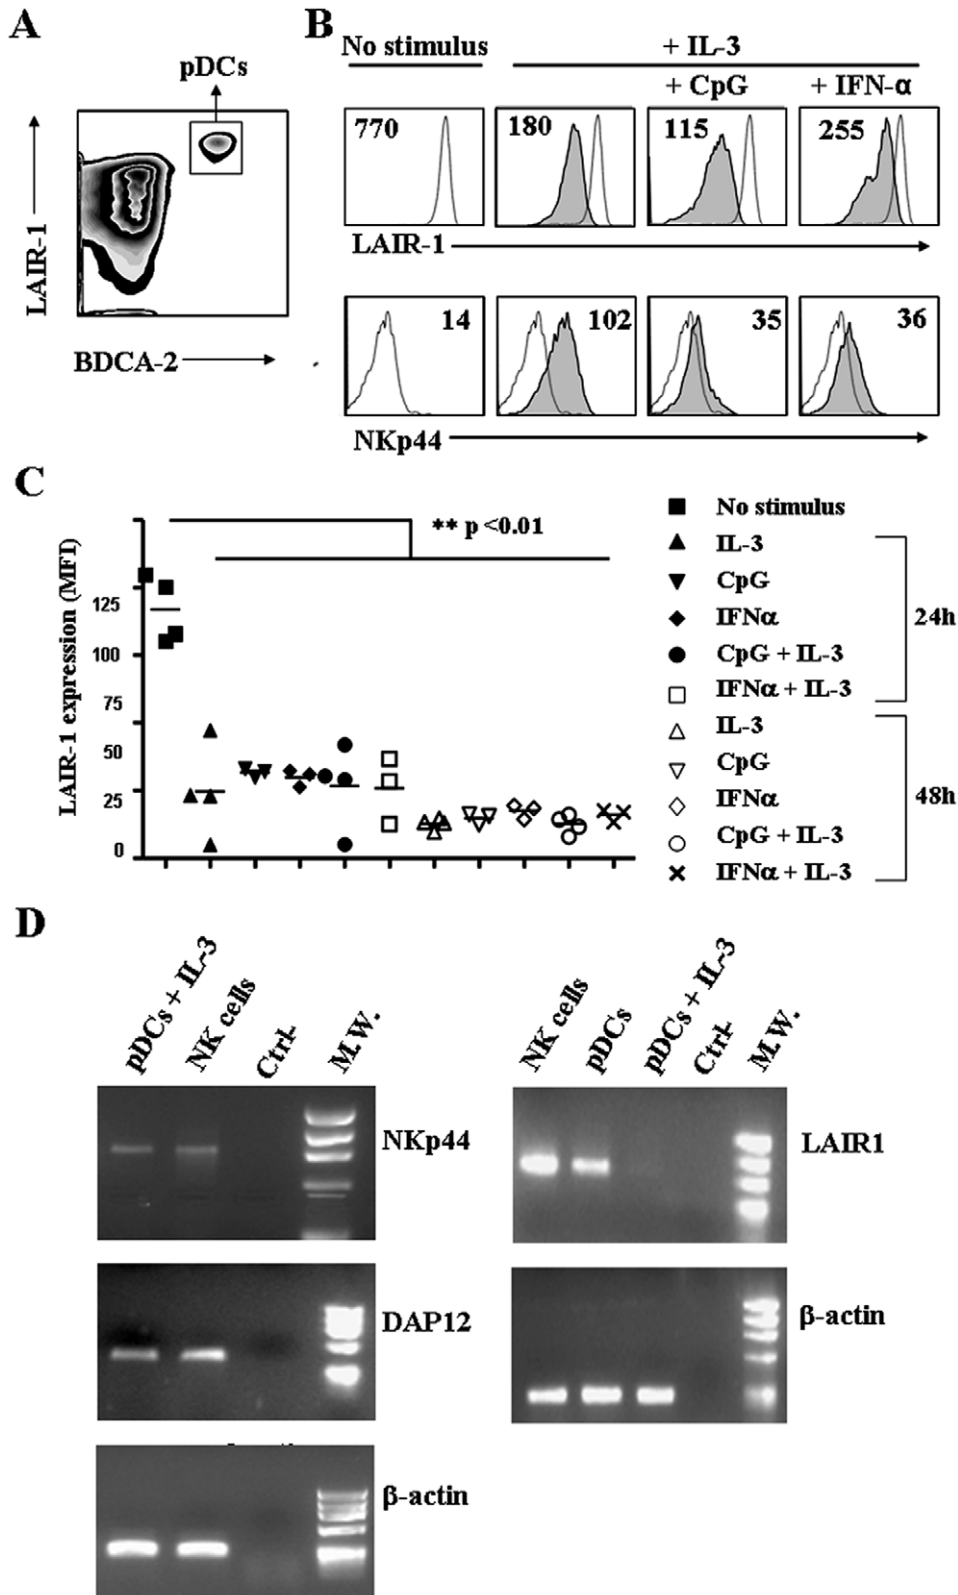 A
pDCs
LAIR-1
BDCA-2
B
No stimulus
+ IL-3
+ CpG
+ IFN-α
770
180
115
255
LAIR-1
14
102
35
36
NKp44
C
LAIR-1 expression (MFI)
125
100
75
50
25
0
** p <0.01
No stimulus
IL-3
CpG
IFNα
CpG + IL-3
IFNα + IL-3
24h
IL-3
CpG
IFNα
CpG + IL-3
IFNα + IL-3
48h
D
pDCs + IL-3
NK cells
Ctrl-
M.W.
NKp44
DAP12
β-actin
NK cells
pDCs
pDCs + IL-3
Ctrl-
M.W.
LAIR1
β-actin